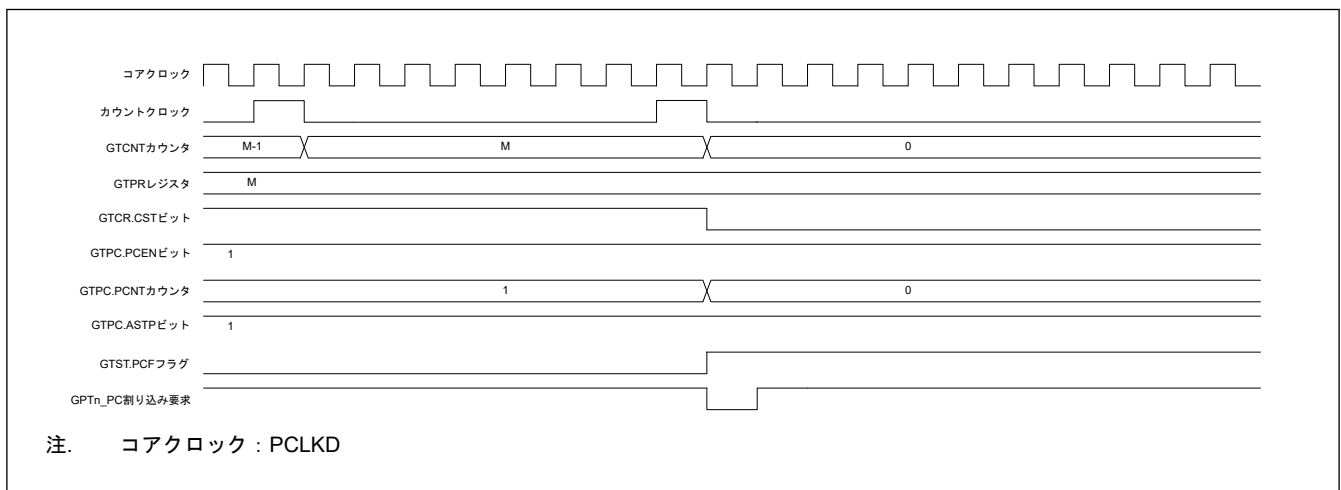 コアクロック
カウントクロック
GTCNTカウンタ M-1 M 0
GTPRレジスタ M
GTCR.CSTビット
GTPC.PCENビット 1
GTPC.PCNTカウンタ 1 0
GTPC.ASTPビット 1
GTST.PCFフラグ
GPTn_PC割り込み要求
注. コアクロック：PCLKD